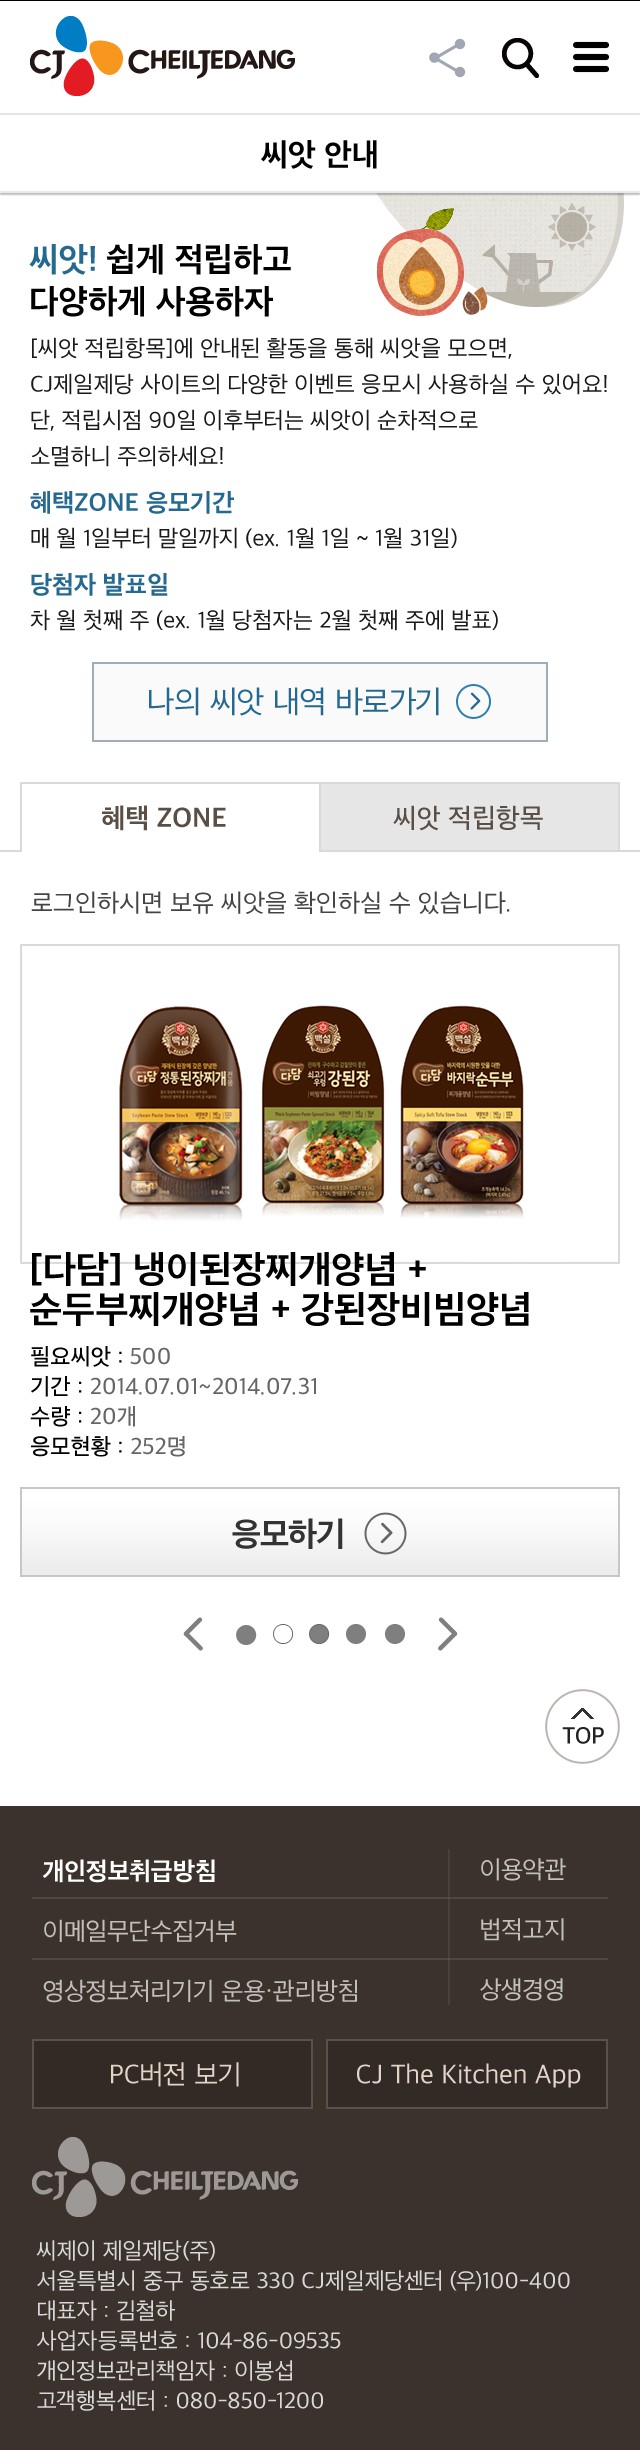 CJ CHEILJEDANG
씨앗 안내
씨앗! 쉽게 적립하고
다양하게 사용하자
[씨앗 적립항목]에 안내된 활동을 통해 씨앗을 모으면,
CJ제일제당 사이트의 다양한 이벤트 응모시 사용하실 수 있어요!
단, 적립시점 90일 이후부터는 씨앗이 순차적으로
소멸하니 주의하세요!
혜택ZONE 응모기간
매 월 1일부터 말일까지 (ex. 1월 1일 ~ 1월 31일)
당첨자 발표일
차 월 첫째 주 (ex. 1월 당첨자는 2월 첫째 주에 발표)
나의 씨앗 내역 바로가기
혜택 ZONE
씨앗 적립항목
로그인하시면 보유 씨앗을 확인하실 수 있습니다.
백설 백설 백설
다담 정통된장찌개
다담 쇠고기 우렁 강된장
다담 바지락순두부
Soybean Paste Stew Stock
Spicy Soft Tofu Stew Stock
[다담] 냉이된장찌개양념 +
순두부찌개양념 + 강된장비빔양념
필요씨앗 : 500
기간 : 2014.07.01~2014.07.31
수량 : 20개
응모현황 : 252명
응모하기
TOP
개인정보취급방침
이용약관
이메일무단수집거부
법적고지
영상정보처리기기 운용·관리방침
상생경영
PC버전 보기
CJ The Kitchen App
CJ CHEILJEDANG
씨제이 제일제당(주)
서울특별시 중구 동호로 330 CJ제일제당센터 (우)100-400
대표자 : 김철하
사업자등록번호 : 104-86-09535
개인정보관리책임자 : 이봉섭
고객행복센터 : 080-850-1200